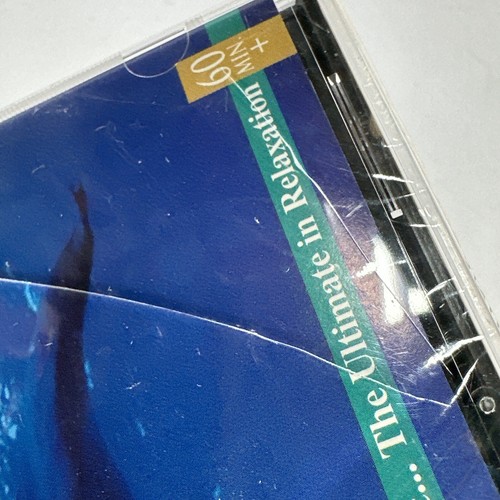 60
+
MIN.
.... The Ultimate in Relaxation